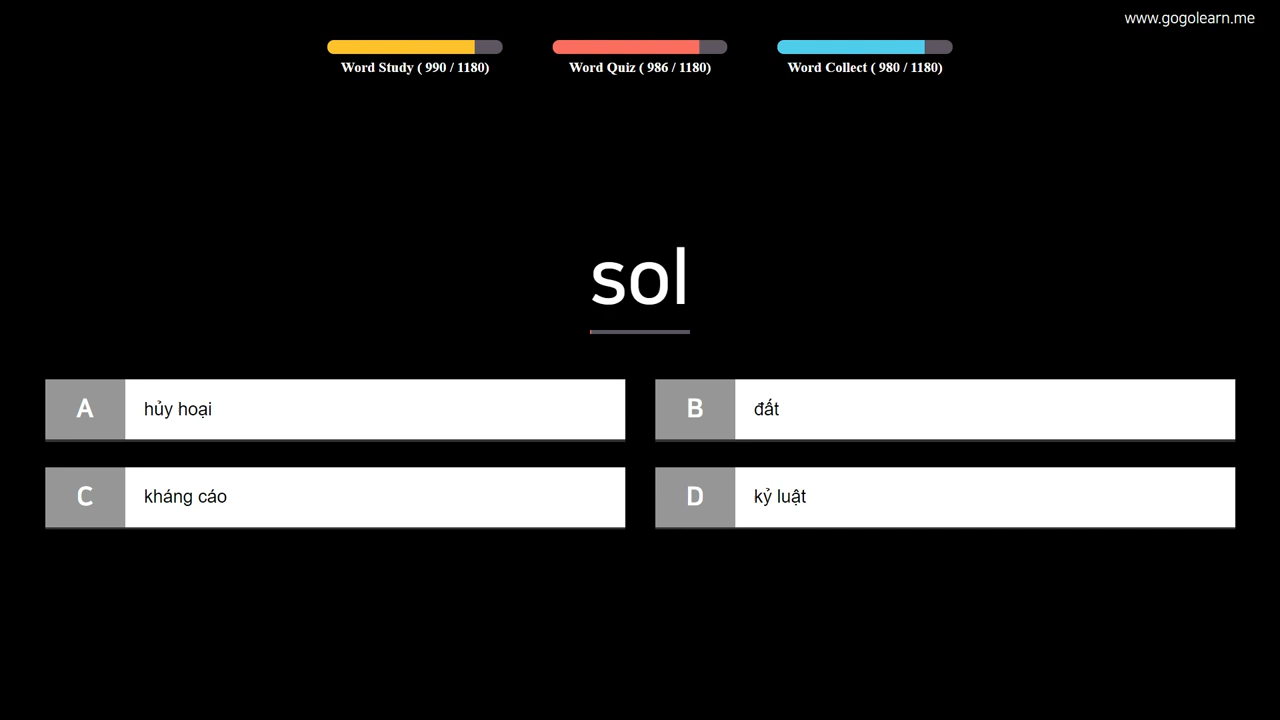 www.gogolearn.me
Word Study ( 990 / 1180) Word Quiz ( 986 / 1180) Word Collect ( 980 / 1180)
sol
A hủy hoại
B đất
C kháng cáo
D kỷ luật